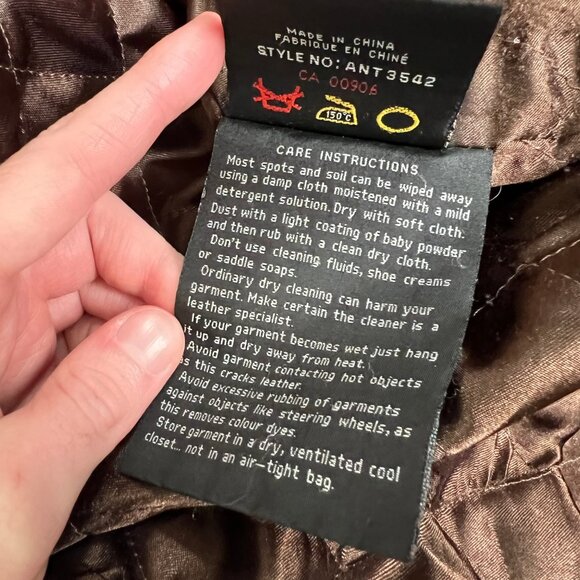 MADE IN CHINA
FABRIQUE EN CHINE
STYLE NO: ANT3542
CA 00906
150°C
CARE INSTRUCTIONS
Most spots and soil can be wiped away
using a damp cloth moistened with a mild
detergent solution. Dry with soft cloth.
Dust with a light coating of baby powder
and then rub with a clean dry cloth.
Don't use cleaning fluids, shoe creams
or saddle soaps.
Ordinary dry cleaning can harm your
garment. Make certain the cleaner is a
leather specialist.
If your garment becomes wet just hang
it up and dry away from heat.
Avoid garment contacting hot objects
as this cracks leather.
Avoid excessive rubbing of garments
against objects like steering wheels, as
this removes colour dyes.
Store garment in a dry, ventilated cool
closet... not in an air-tight bag.